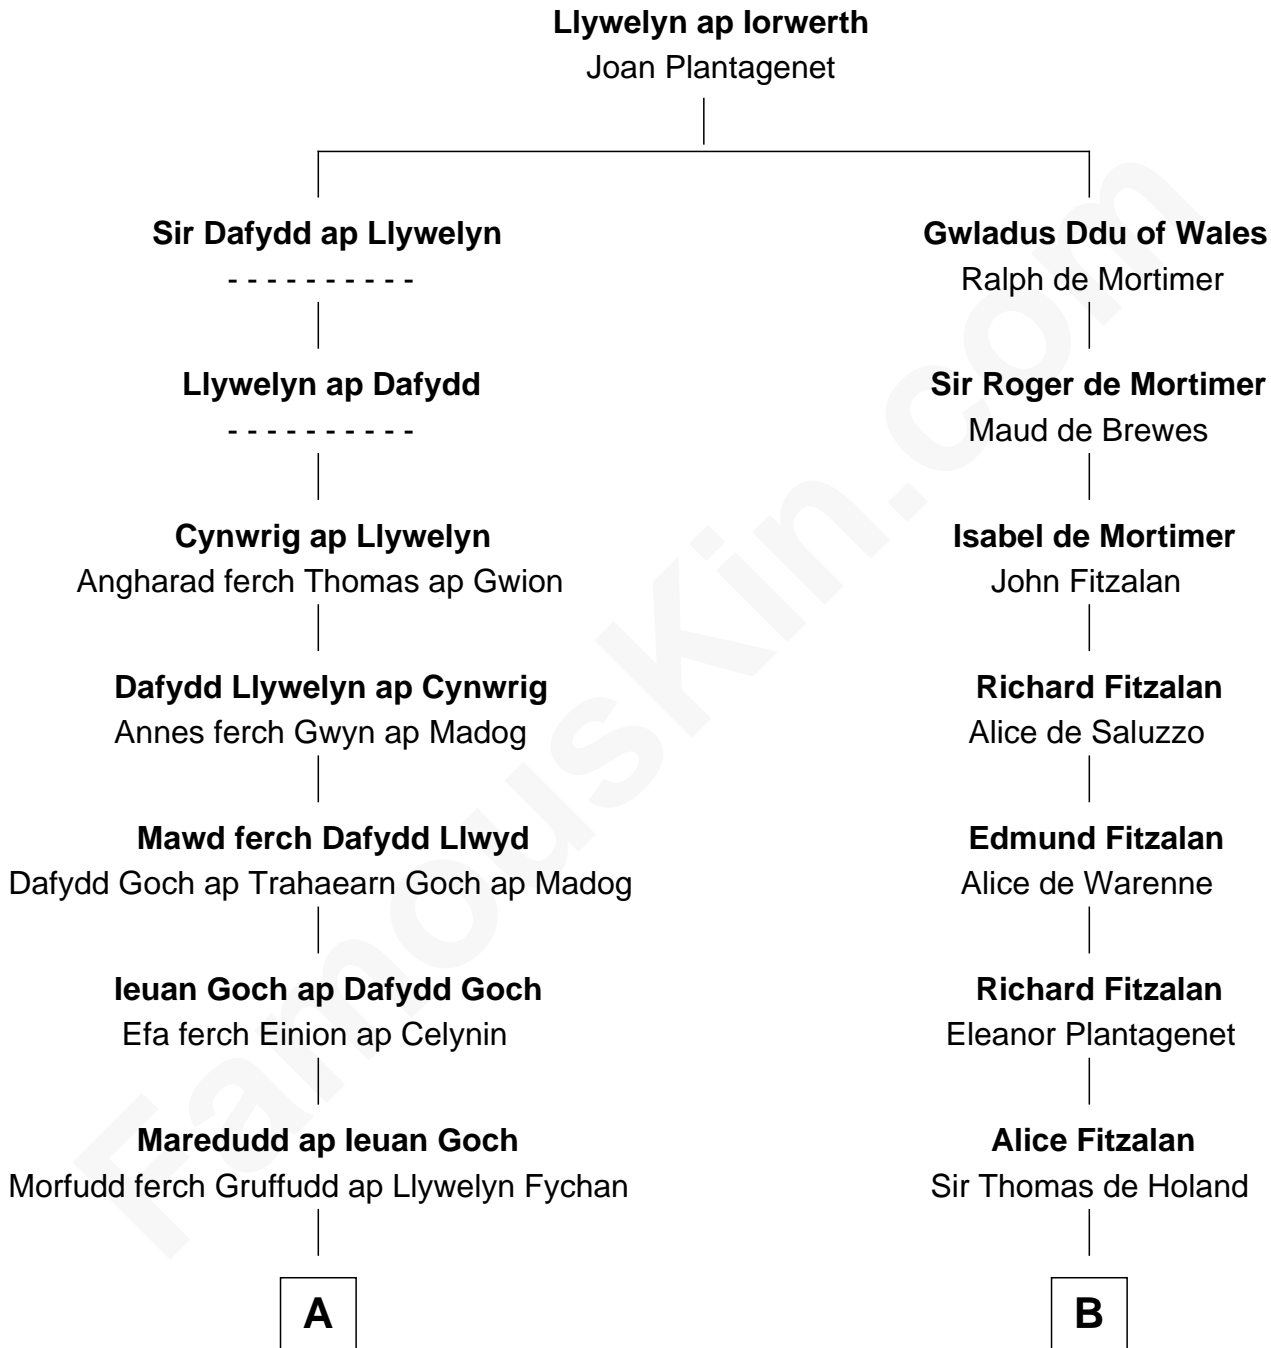 Llywelyn ap Iorwerth
Joan Plantagenet
Sir Dafydd ap Llywelyn
- - - - - - - - - -
Llywelyn ap Dafydd
- - - - - - - - - -
Cynwrig ap Llywelyn
Angharad ferch Thomas ap Gwion
Dafydd Llywelyn ap Cynwrig
Annes ferch Gwyn ap Madog
Mawd ferch Dafydd Llwyd
Dafydd Goch ap Trahaearn Goch ap Madog
Ieuan Goch ap Dafydd Goch
Efa ferch Einion ap Celynin
Maredudd ap Ieuan Goch
Morfudd ferch Gruffudd ap Llywelyn Fychan
A
Gwladus Ddu of Wales
Ralph de Mortimer
Sir Roger de Mortimer
Maud de Brewes
Isabel de Mortimer
John Fitzalan
Richard Fitzalan
Alice de Saluzzo
Edmund Fitzalan
Alice de Warenne
Richard Fitzalan
Eleanor Plantagenet
Alice Fitzalan
Sir Thomas de Holand
B
FamousKin.com